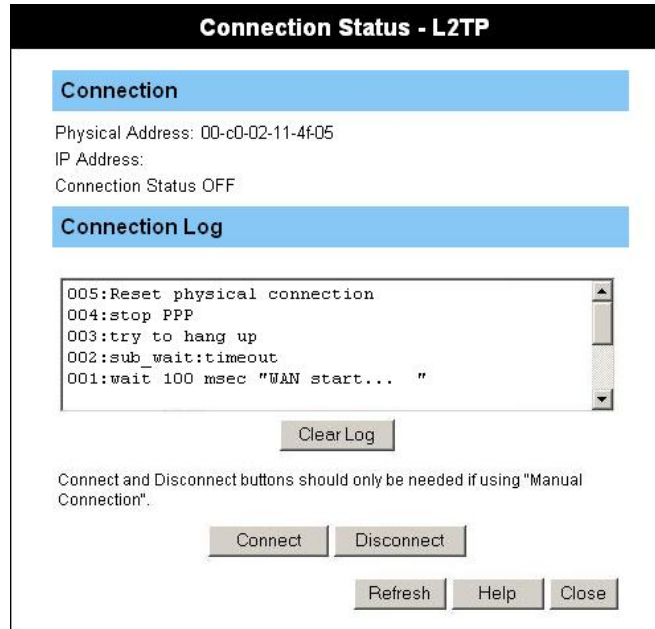 Connection Status - L2TP
Connection
Physical Address: 00-c0-02-11-4f-05
IP Address:
Connection Status OFF
Connection Log
005:Reset physical connection
004:stop PPP
003:try to hang up
002:sub_wait:timeout
001:wait 100 msec "WAN start...  "
Clear Log
Connect and Disconnect buttons should only be needed if using "Manual
Connection".
Connect Disconnect
Refresh Help Close